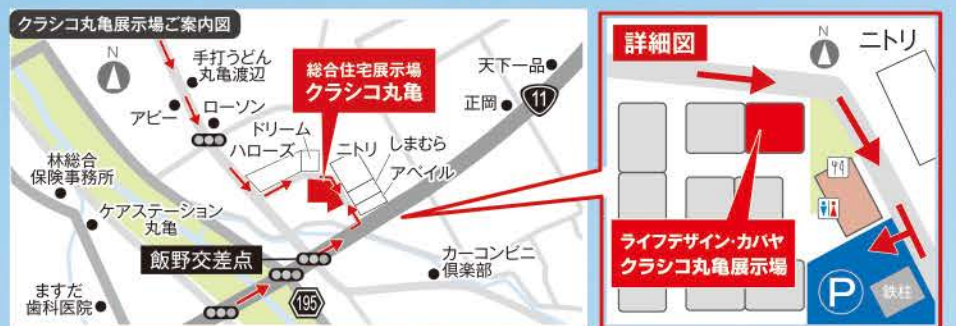 クラシコ丸亀展示場ご案内図
N
手打うどん
丸亀渡辺
アピー
ローソン
総合住宅展示場
クラシコ丸亀
天下一品
正岡
11
ドリーム
ハローズ
ニトリ
しまむら
アベイル
林総合
保険事務所
ケアステーション
丸亀
飯野交差点
カーコンビニ
倶楽部
195
ますだ
歯科医院
詳細図
N
ニトリ
ライフデザイン・カバヤ
クラシコ丸亀展示場
P
鉄柱